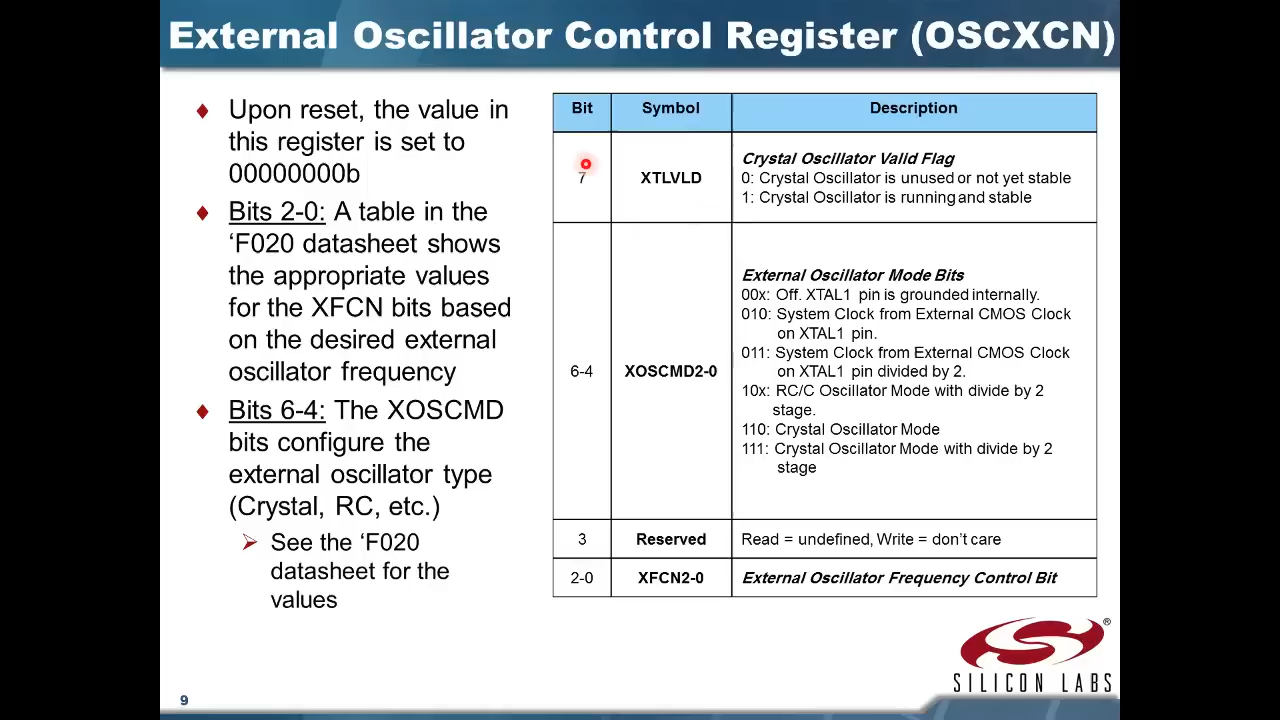 External Oscillator Control Register (OSCXCN)
Upon reset, the value in
this register is set to
00000000b
Bits 2-0: A table in the
‘F020 datasheet shows
the appropriate values
for the XFCN bits based
on the desired external
oscillator frequency
Bits 6-4: The XOSCMD
bits configure the
external oscillator type
(Crystal, RC, etc.)
See the ‘F020
datasheet for the
values
Bit Symbol Description
7 XTLVLD
Crystal Oscillator Valid Flag
0: Crystal Oscillator is unused or not yet stable
1: Crystal Oscillator is running and stable
6-4 XOSCMD2-0
External Oscillator Mode Bits
00x: Off. XTAL1 pin is grounded internally.
010: System Clock from External CMOS Clock
on XTAL1 pin.
011: System Clock from External CMOS Clock
on XTAL1 pin divided by 2.
10x: RC/C Oscillator Mode with divide by 2
stage.
110: Crystal Oscillator Mode
111: Crystal Oscillator Mode with divide by 2
stage
3 Reserved Read = undefined, Write = don’t care
2-0 XFCN2-0 External Oscillator Frequency Control Bit
®
SILICON LABS
9